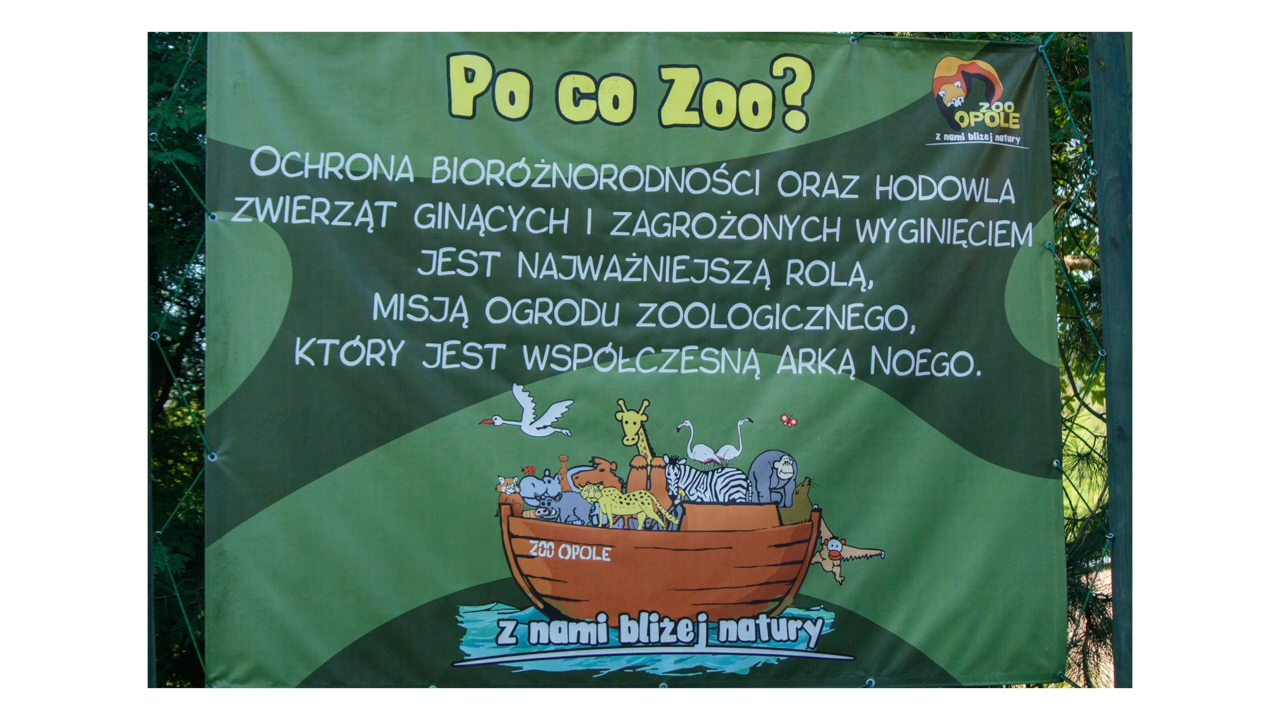 Po co Zoo?
ZOO
OPOLE
z nami bliżej natury
OCHRONA BIORÓŻNORODNOŚCI ORAZ HODOWLA
ZWIERZĄT GINĄCYCH I ZAGROŻONYCH WYGINIĘCIEM
JEST NAJWAŻNIEJSZĄ ROLĄ,
MISJĄ OGRODU ZOOLOGICZNEGO,
KTÓRY JEST WSPÓŁCZESNĄ ARKĄ NOEGO.
ZOO OPOLE
z nami bliżej natury